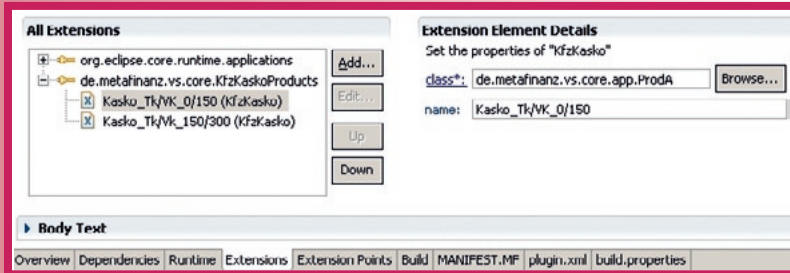 All Extensions
org.eclipse.core.runtime.applications
de.metafinanz.vs.core.KfzKaskoProducts
Kasko_Tk/VK_0/150 (KfzKasko)
Kasko_Tk/Vk_150/300 (KfzKasko)
Add...
Edit...
Up
Down
Extension Element Details
Set the properties of "KfzKasko"
class*: de.metafinanz.vs.core.app.ProdA Browse...
name: Kasko_Tk/VK_0/150
Body Text
Overview Dependencies Runtime Extensions Extension Points Build MANIFEST.MF plugin.xml build.properties